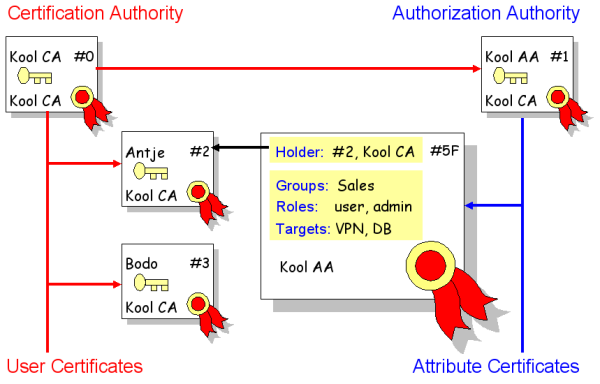 Certification Authority
Authorization Authority
Kool CA #0
Kool CA
Kool AA #1
Kool CA
Antje #2
Kool CA
Holder: #2, Kool CA #5F
Groups: Sales
Roles: user, admin
Targets: VPN, DB
Kool AA
Bodo #3
Kool CA
User Certificates
Attribute Certificates